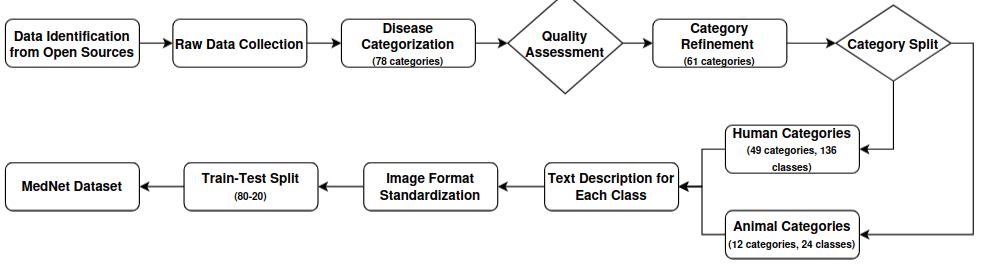 Data Identification
from Open Sources
Raw Data Collection
Disease
Categorization
(78 categories)
Quality
Assessment
Category
Refinement
(61 categories)
Category Split
Human Categories
(49 categories, 136
classes)
Animal Categories
(12 categories, 24 classes)
Text Description for
Each Class
Image Format
Standardization
Train-Test Split
(80-20)
MedNet Dataset